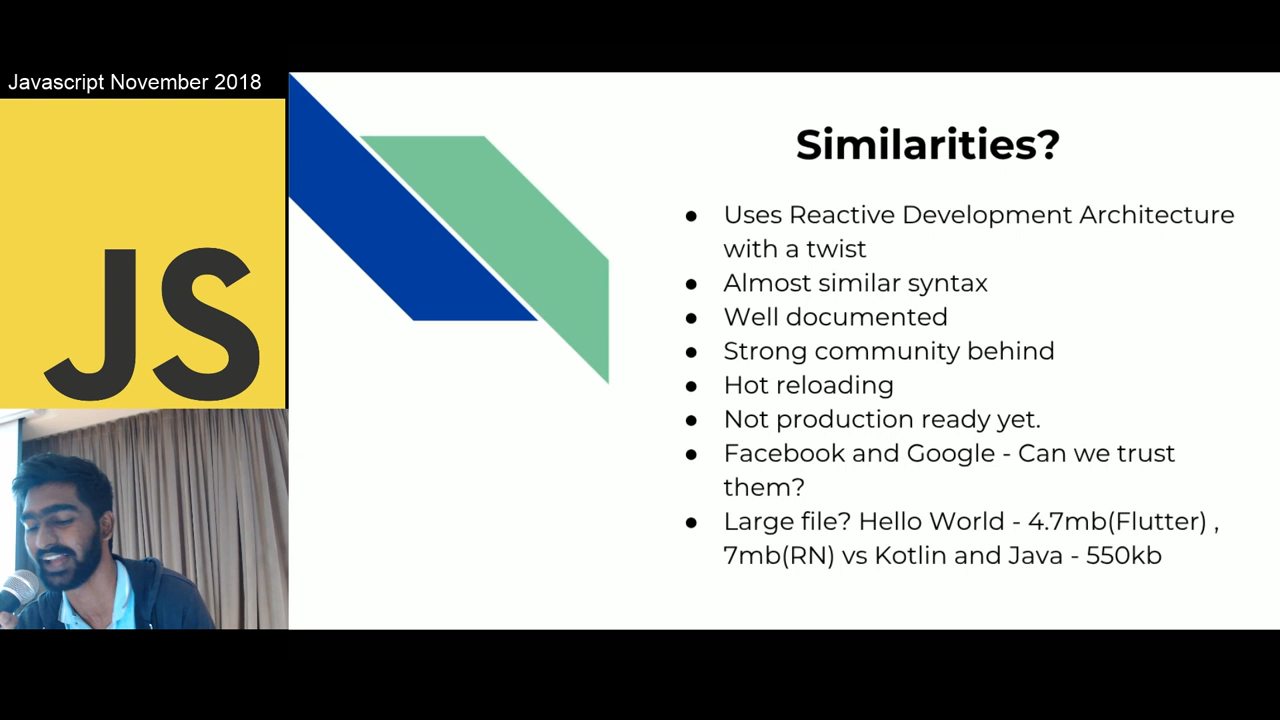 Javascript November 2018
JS
Similarities?
● Uses Reactive Development Architecture
with a twist
● Almost similar syntax
● Well documented
● Strong community behind
● Hot reloading
● Not production ready yet.
● Facebook and Google - Can we trust
them?
● Large file? Hello World - 4.7mb(Flutter) ,
7mb(RN) vs Kotlin and Java - 550kb